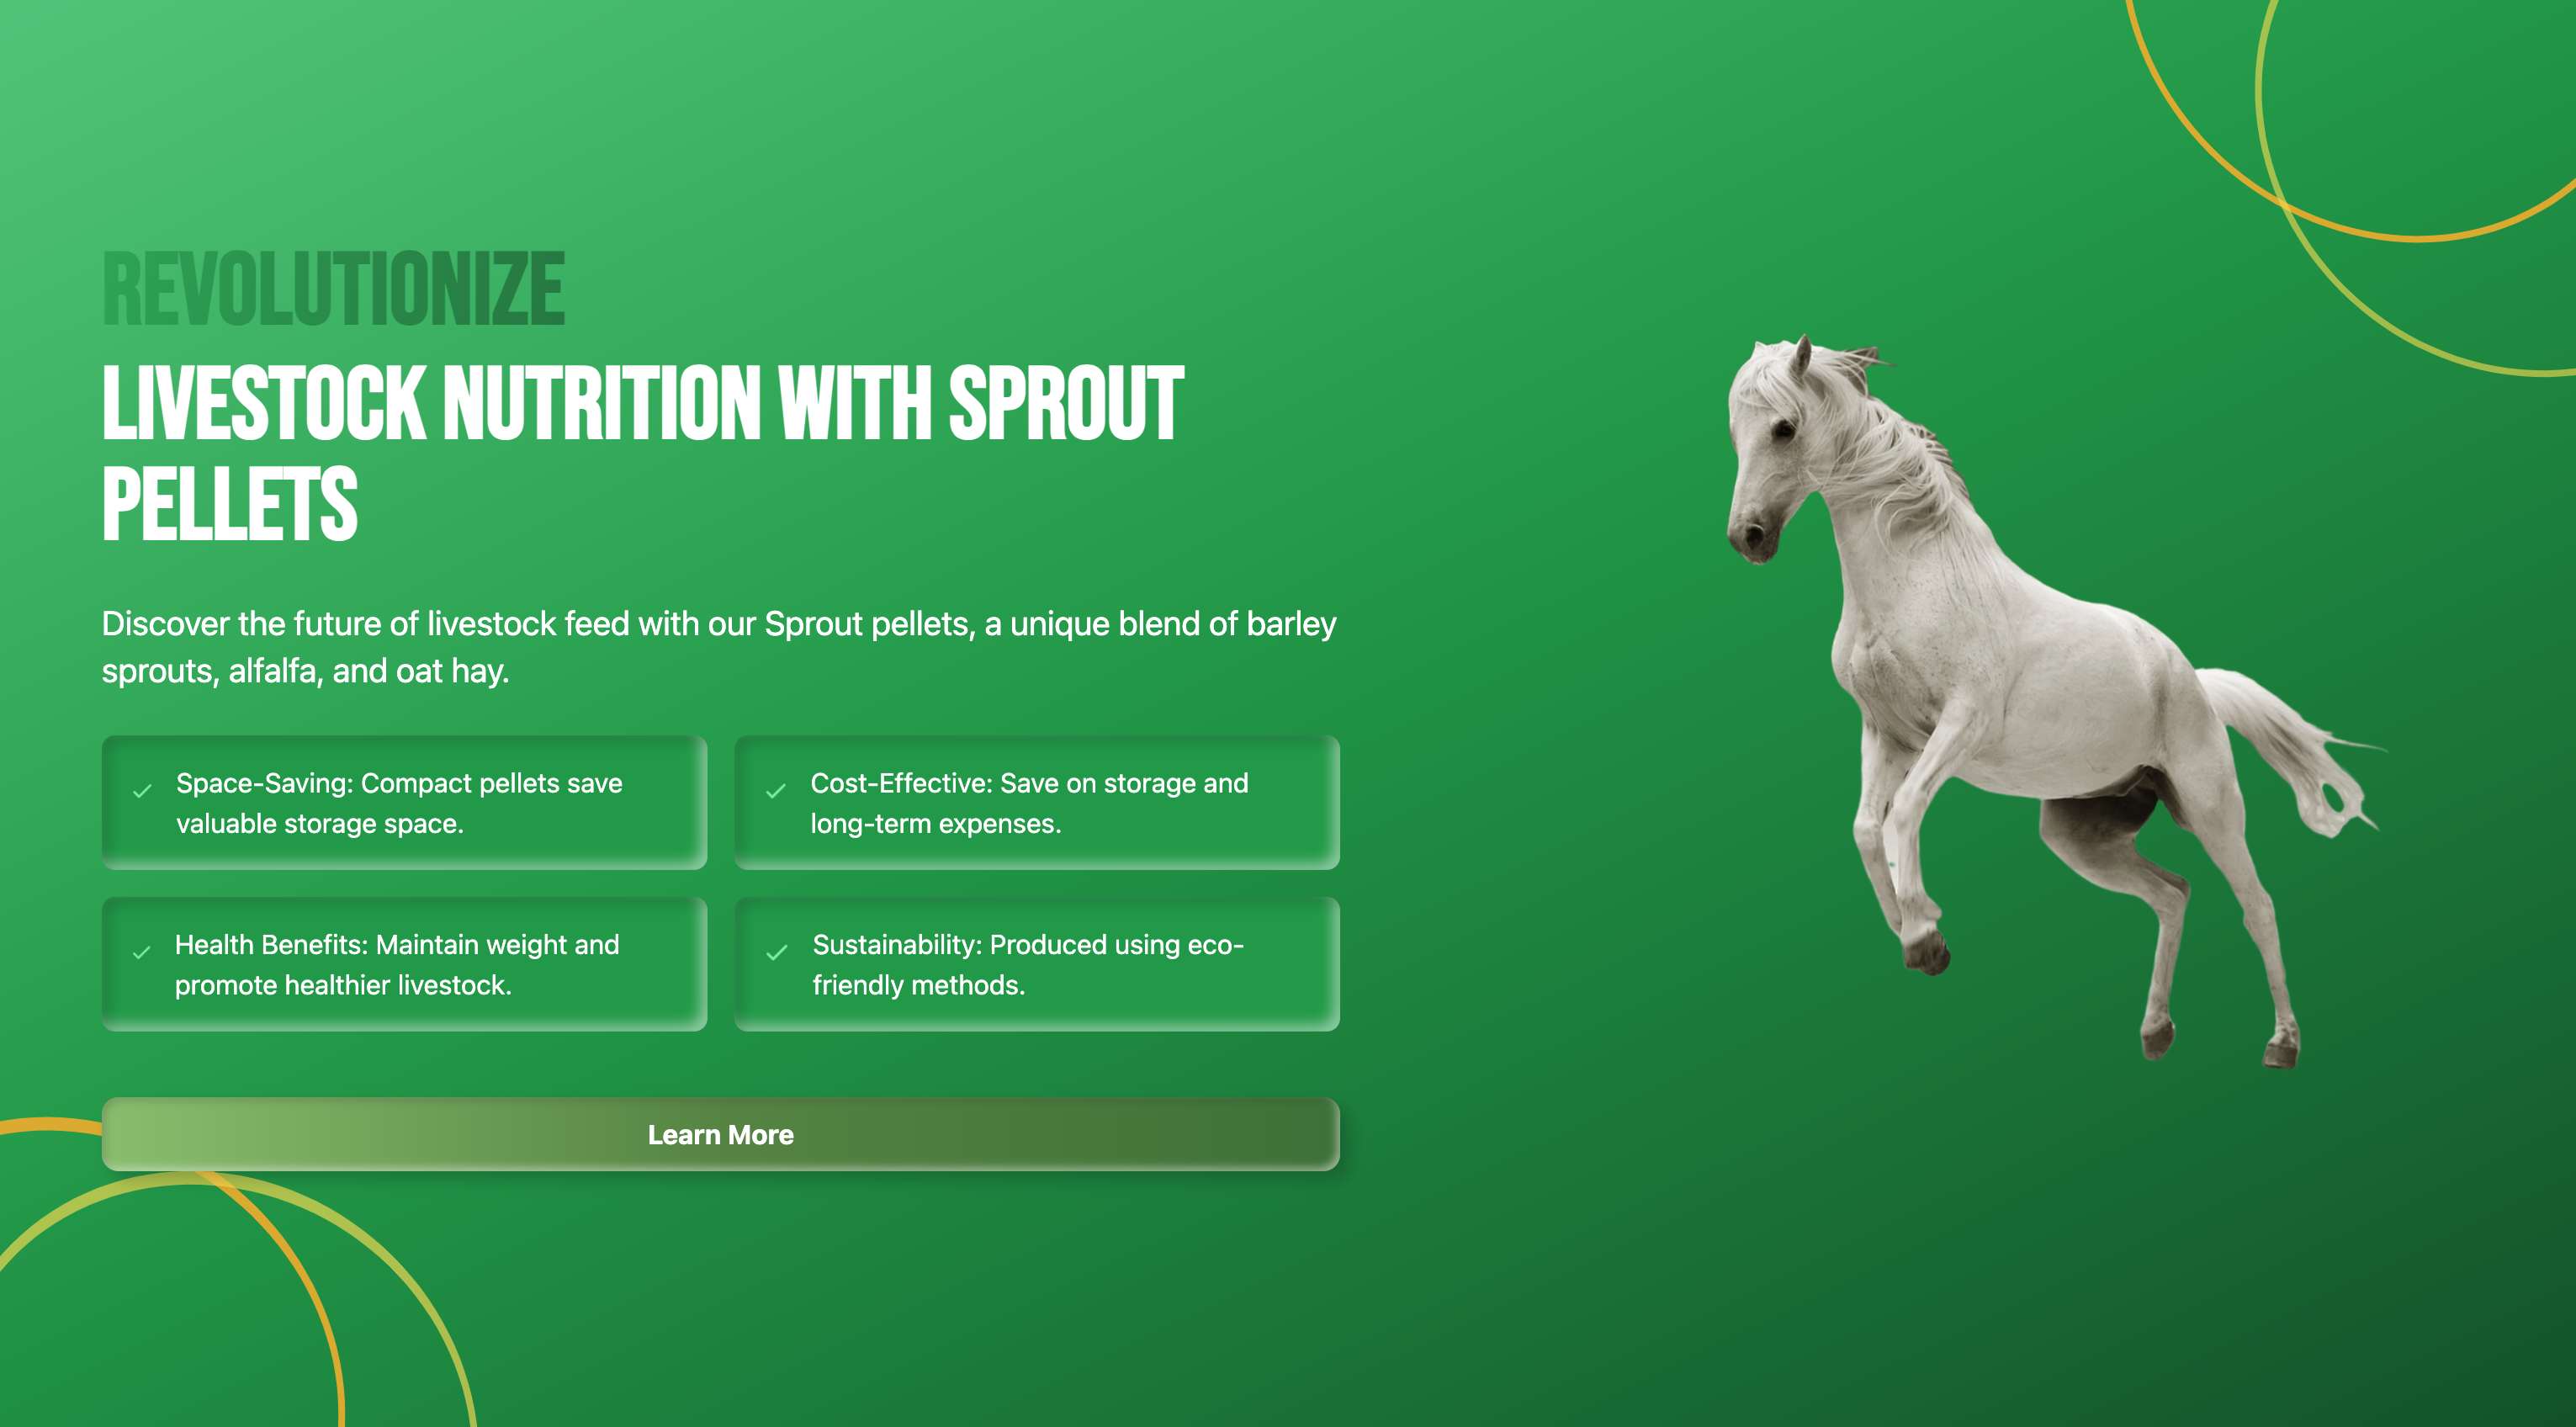 REVOLUTIONIZE
LIVESTOCK NUTRITION WITH SPROUT
PELLETS
Discover the future of livestock feed with our Sprout pellets, a unique blend of barley
sprouts, alfalfa, and oat hay.
Space-Saving: Compact pellets save
valuable storage space.
Cost-Effective: Save on storage and
long-term expenses.
Health Benefits: Maintain weight and
promote healthier livestock.
Sustainability: Produced using eco-
friendly methods.
Learn More